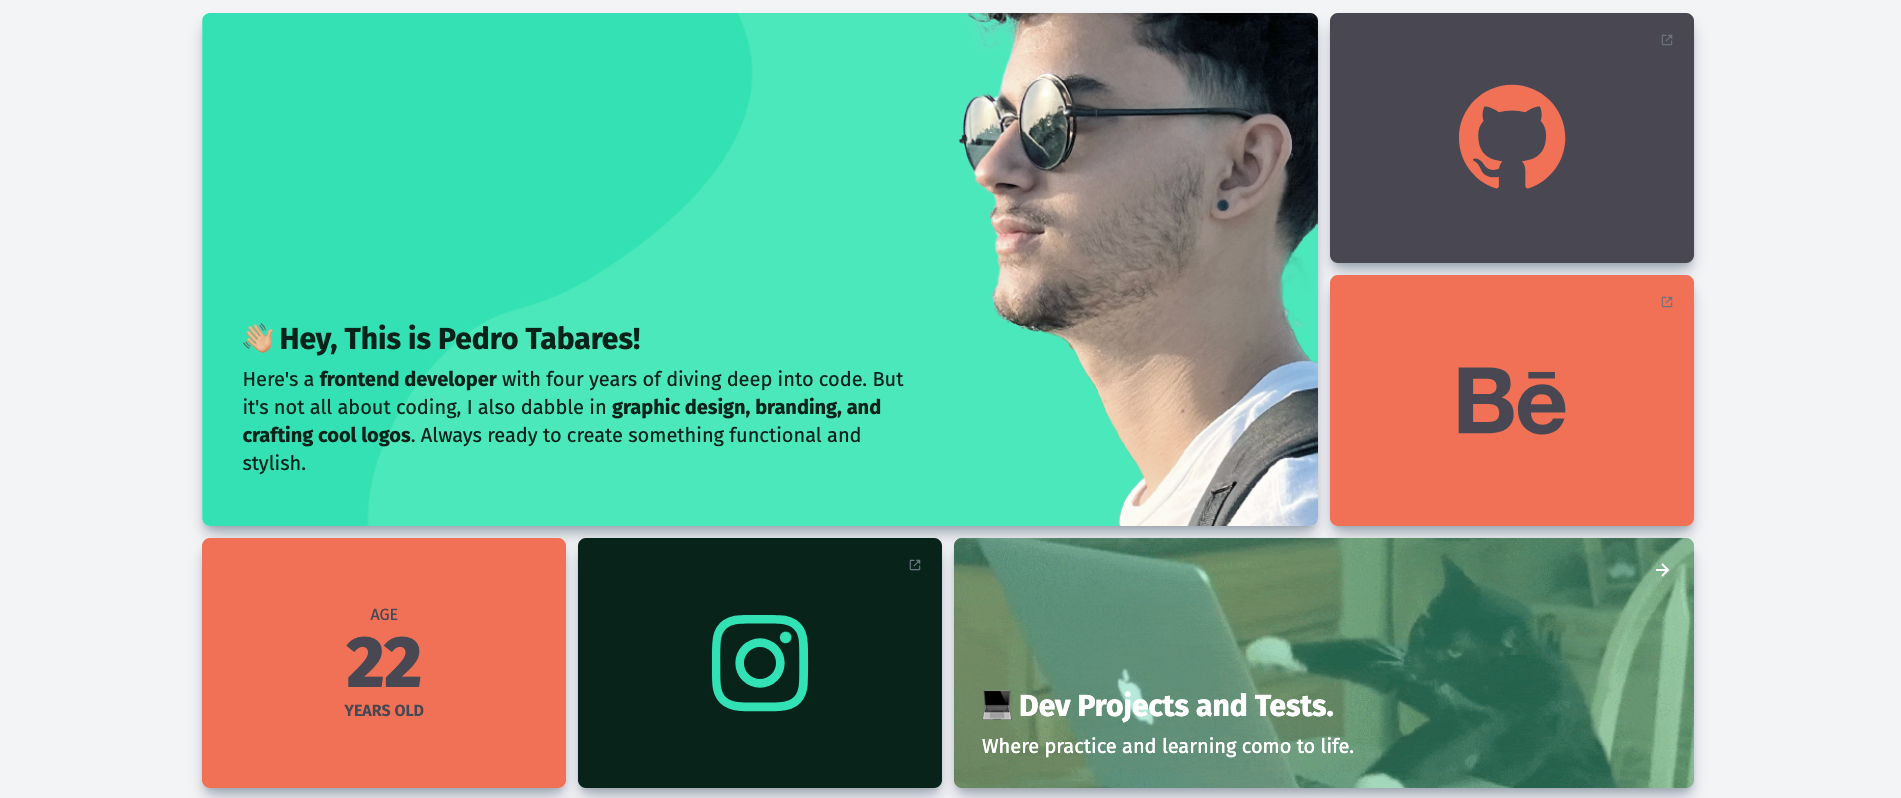 👋🏼 Hey, This is Pedro Tabares!
Here's a frontend developer with four years of diving deep into code. But
it's not all about coding, I also dabble in graphic design, branding, and
crafting cool logos. Always ready to create something functional and
stylish.
Bē
AGE
22
YEARS OLD
💻 Dev Projects and Tests.
Where practice and learning como to life.